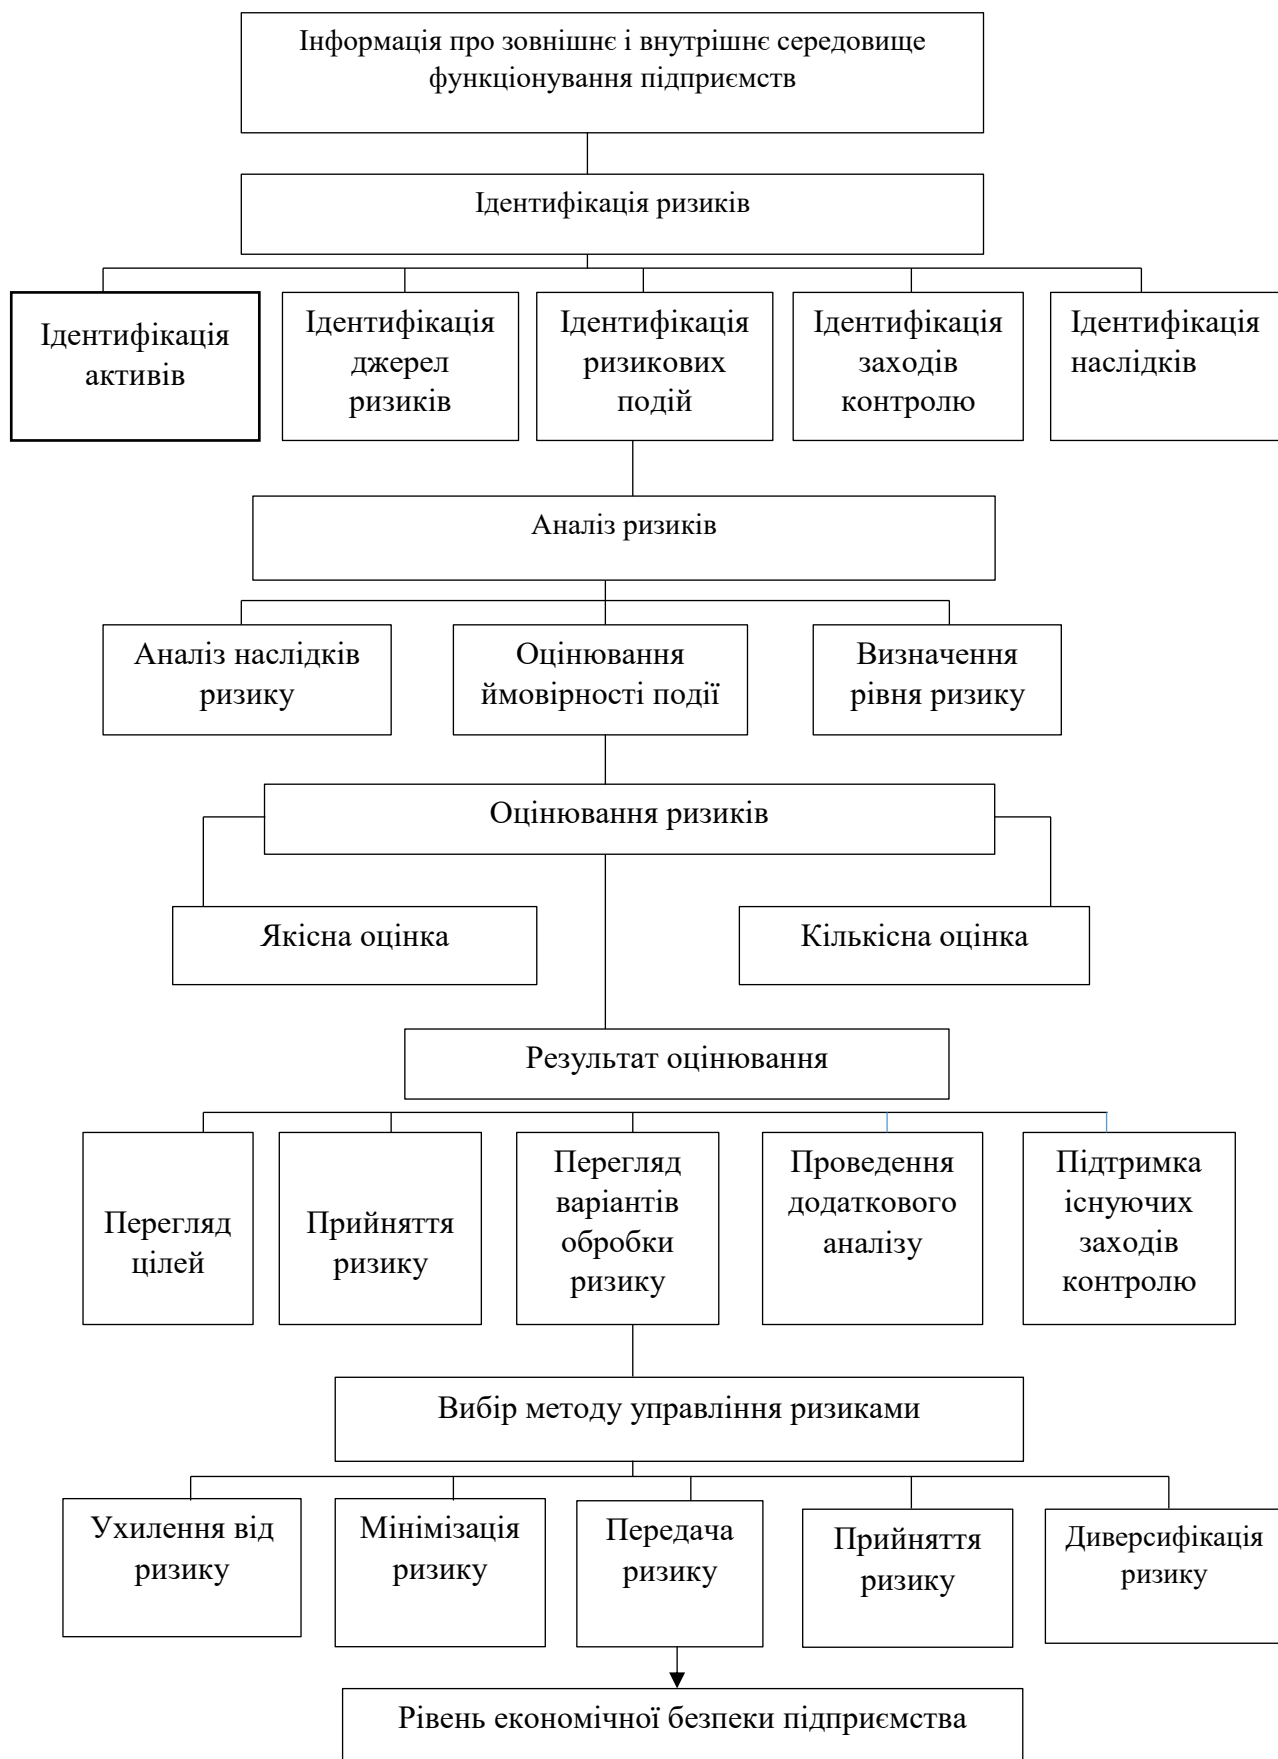 Інформація про зовнішнє і внутрішнє середовище
функціонування підприємств
Ідентифікація ризиків
Ідентифікація
активів
Ідентифікація
джерел
ризиків
Ідентифікація
ризикових
подій
Ідентифікація
заходів
контролю
Ідентифікація
наслідків
Аналіз ризиків
Аналіз наслідків
ризику
Оцінювання
ймовірності події
Визначення
рівня ризику
Оцінювання ризиків
Якісна оцінка
Кількісна оцінка
Результат оцінювання
Перегляд
цілей
Прийняття
ризику
Перегляд
варіантів
обробки
ризику
Проведення
додаткового
аналізу
Підтримка
існуючих
заходів
контролю
Вибір методу управління ризиками
Ухилення від
ризику
Мінімізація
ризику
Передача
ризику
Прийняття
ризику
Диверсифікація
ризику
Рівень економічної безпеки підприємства